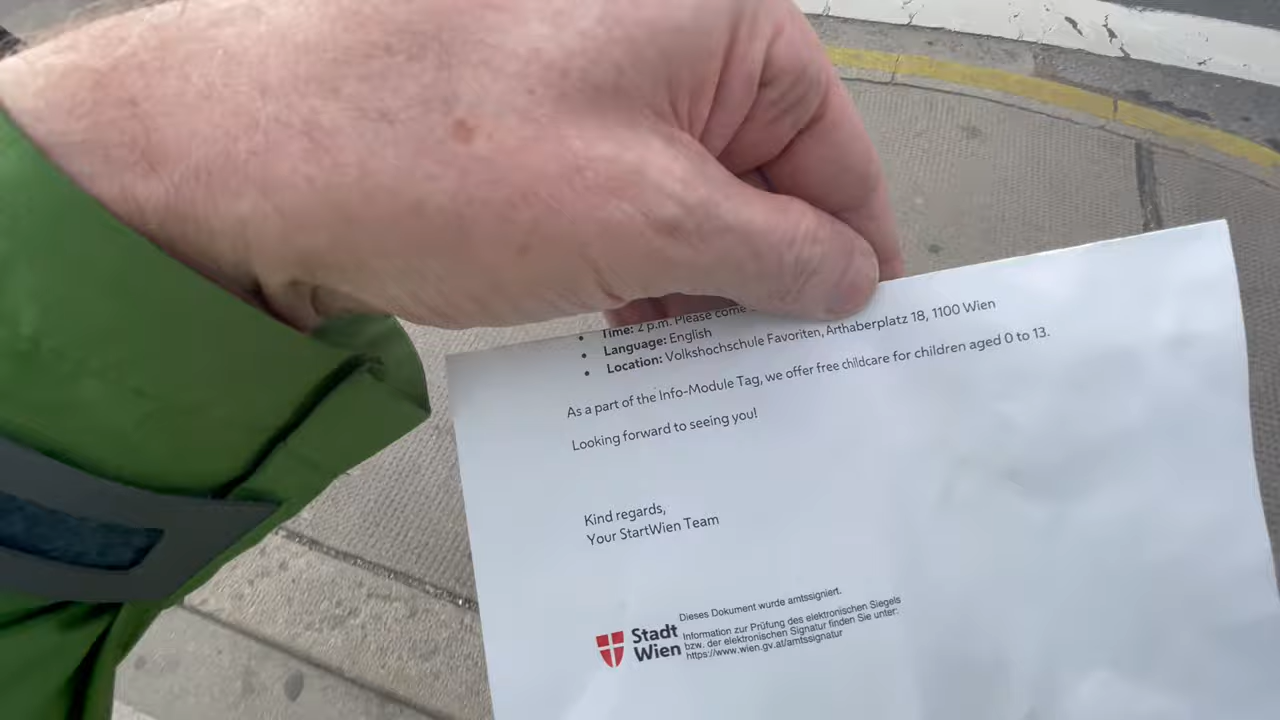 Time: 2 p.m. Please come
Language: English
Location: Volkshochschule Favoriten, Arthaberplatz 18, 1100 Wien
As a part of the Info-Module Tag, we offer free childcare for children aged 0 to 13.
Looking forward to seeing you!
Kind regards,
Your StartWien Team
Stadt
Wien
Dieses Dokument wurde amtssigniert.
Information zur Prüfung des elektronischen Siegels
bzw. der elektronischen Signatur finden Sie unter:
https://www.wien.gv.at/amtssignatur